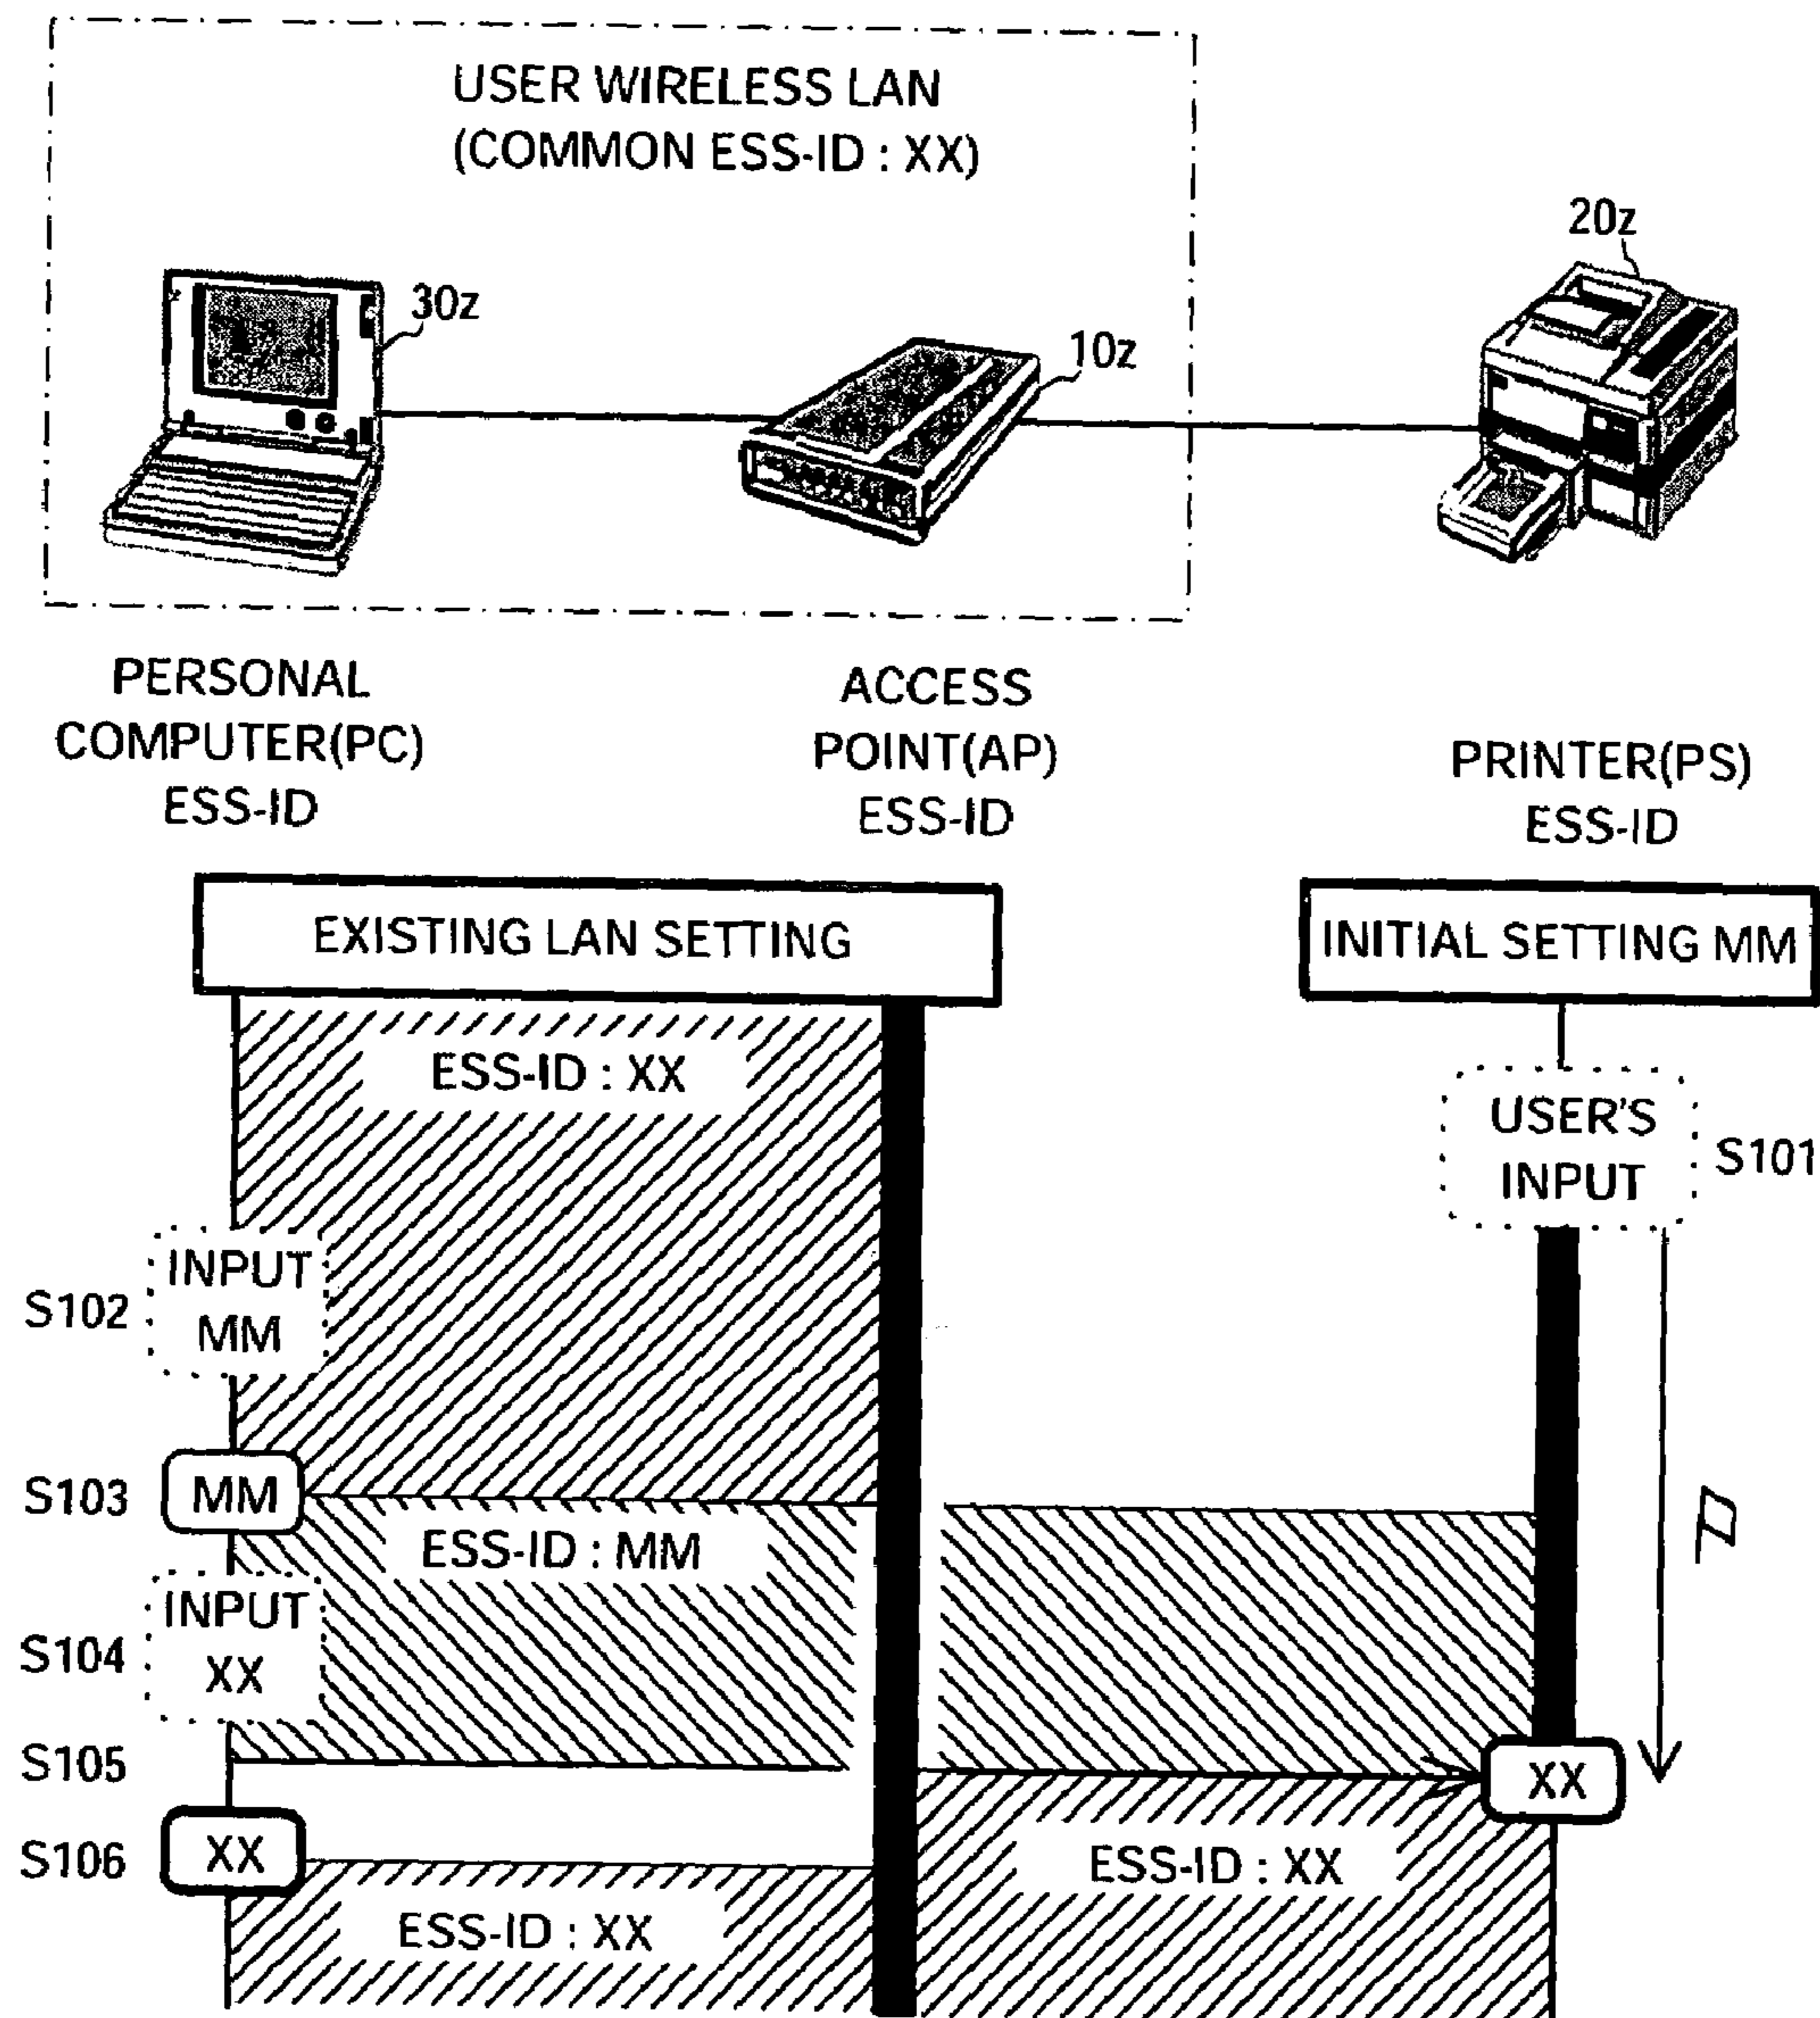 USER WIRELESS LAN
(COMMON ESS-ID : XX)
20z
30z
10z
PERSONAL
COMPUTER(PC)
ESS-ID
ACCESS
POINT(AP)
ESS-ID
PRINTER(PS)
ESS-ID
EXISTING LAN SETTING
INITIAL SETTING MM
ESS-ID : XX
USER'S
INPUT
S101
INPUT
MM
S102
S103
MM
ESS-ID : MM
D
INPUT
XX
S104
S105
XX
S106
XX
ESS-ID : XX
ESS-ID : XX